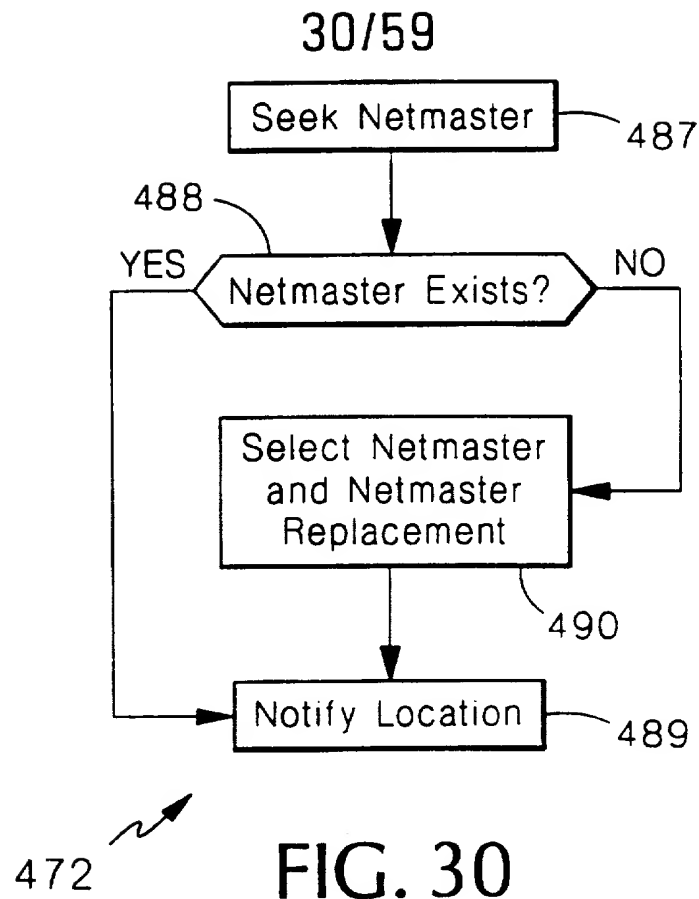 30/59
Seek Netmaster
487
488
YES
Netmaster Exists?
NO
Select Netmaster
and Netmaster
Replacement
490
Notify Location
489
472
FIG. 30